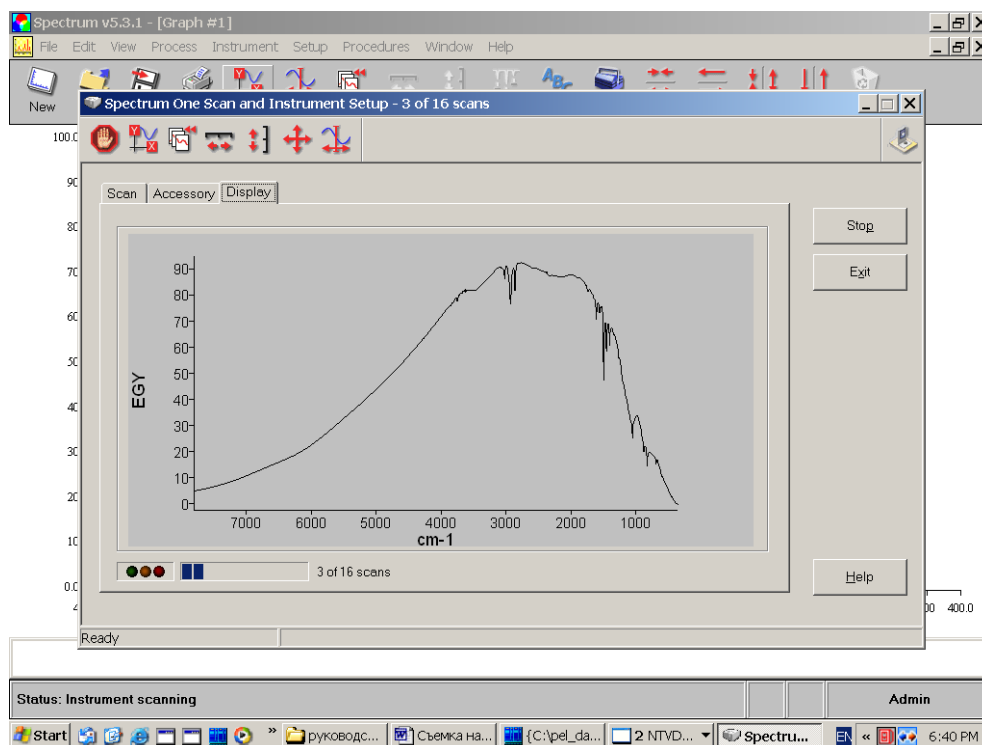 Spectrum v5.3.1 - [Graph #1]
File Edit View Process Instrument Setup Procedures Window Help
New
Spectrum One Scan and Instrument Setup - 3 of 16 scans
Scan Accessory Display
Stop
Exit
90
80
70
60
50
40
30
20
10
0
EGY
7000 6000 5000 4000 3000 2000 1000
cm-1
3 of 16 scans
Help
100.0
90
80
70
60
50
40
30
20
10
0.0
400.0
Ready
Status: Instrument scanning Admin
Start » руководс... Съемка на... {C:\pel_da... 2 NTVD... Spectru... EN « 6:40 PM